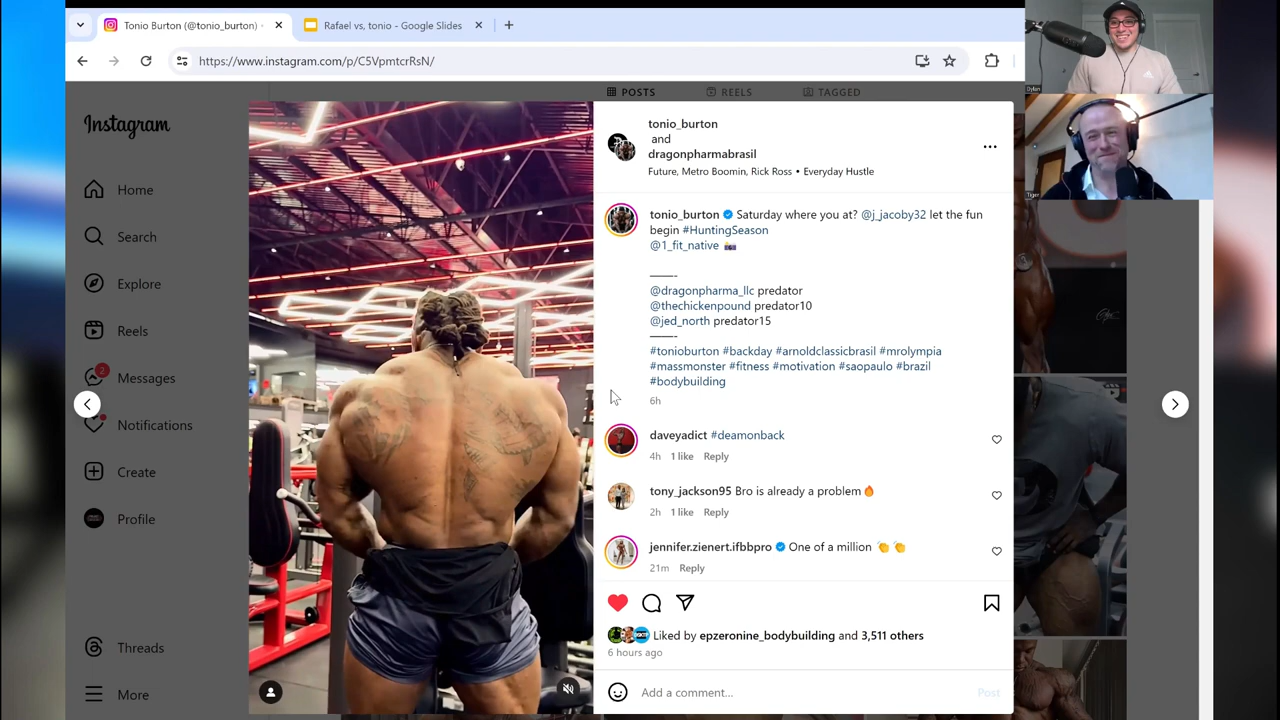 Tonio Burton (@tonio_burton) •
Rafael vs, tonio - Google Slides
https://www.instagram.com/p/C5VpmtcrRsN/
POSTS
REELS
TAGGED
Instagram
Home
Search
Explore
Reels
2
Messages
Notifications
Create
Profile
Threads
More
tonio_burton
and
dragonpharmabrasil
Future, Metro Boomin, Rick Ross • Everyday Hustle
tonio_burton Saturday where you at? @j_jacoby32 let the fun
begin #HuntingSeason
@1_fit_native 📸
———-
@dragonpharma_llc predator
@thechickenpound predator10
@jed_north predator15
———-
#tonioburton #backday #arnoldclassicbrasil #mrolympia
#massmonster #fitness #motivation #saopaulo #brazil
#bodybuilding
6h
daveyadict #deamonback
4h 1 like Reply
tony_jackson95 Bro is already a problem🔥
2h 1 like Reply
jennifer.zienert.ifbbpro One of a million 👏 👏
21m Reply
Liked by epzeronine_bodybuilding and 3,511 others
6 hours ago
Add a comment...
Post
Dylan
Tiger